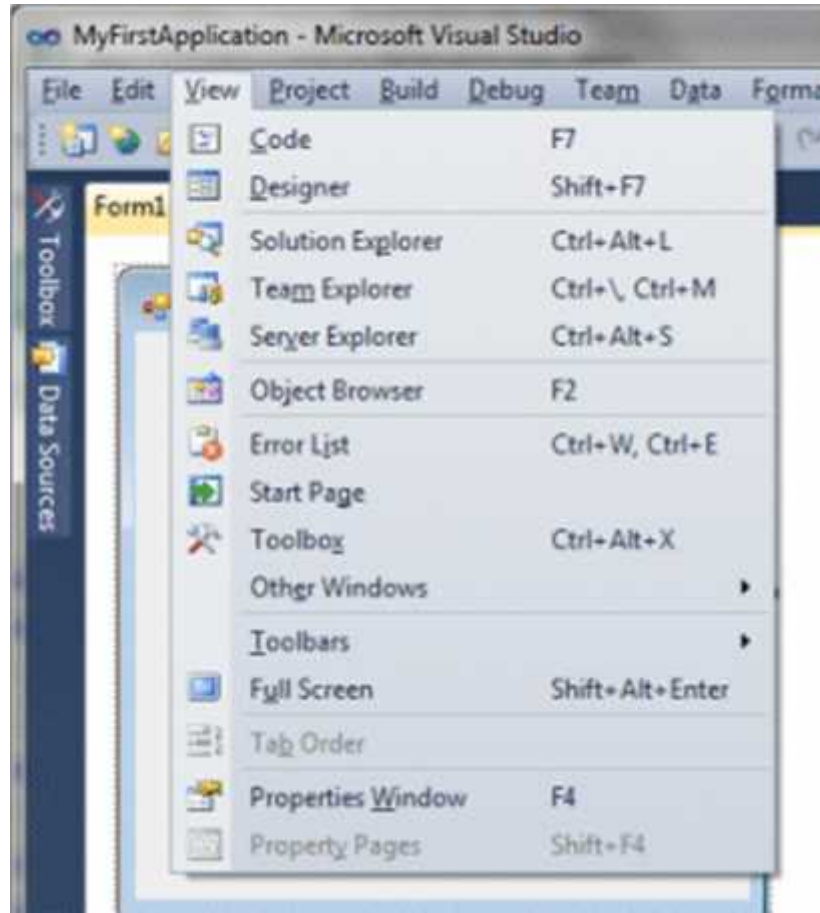 MyFirstApplication - Microsoft Visual Studio
File Edit View Project Build Debug Team Data Forma
Form1
Toolbox
Data Sources
Code F7
Designer Shift+F7
Solution Explorer Ctrl+Alt+L
Team Explorer Ctrl+\, Ctrl+M
Server Explorer Ctrl+Alt+S
Object Browser F2
Error List Ctrl+W, Ctrl+E
Start Page
Toolbox Ctrl+Alt+X
Other Windows
Toolbars
Full Screen Shift+Alt+Enter
Tab Order
Properties Window F4
Property Pages Shift+F4